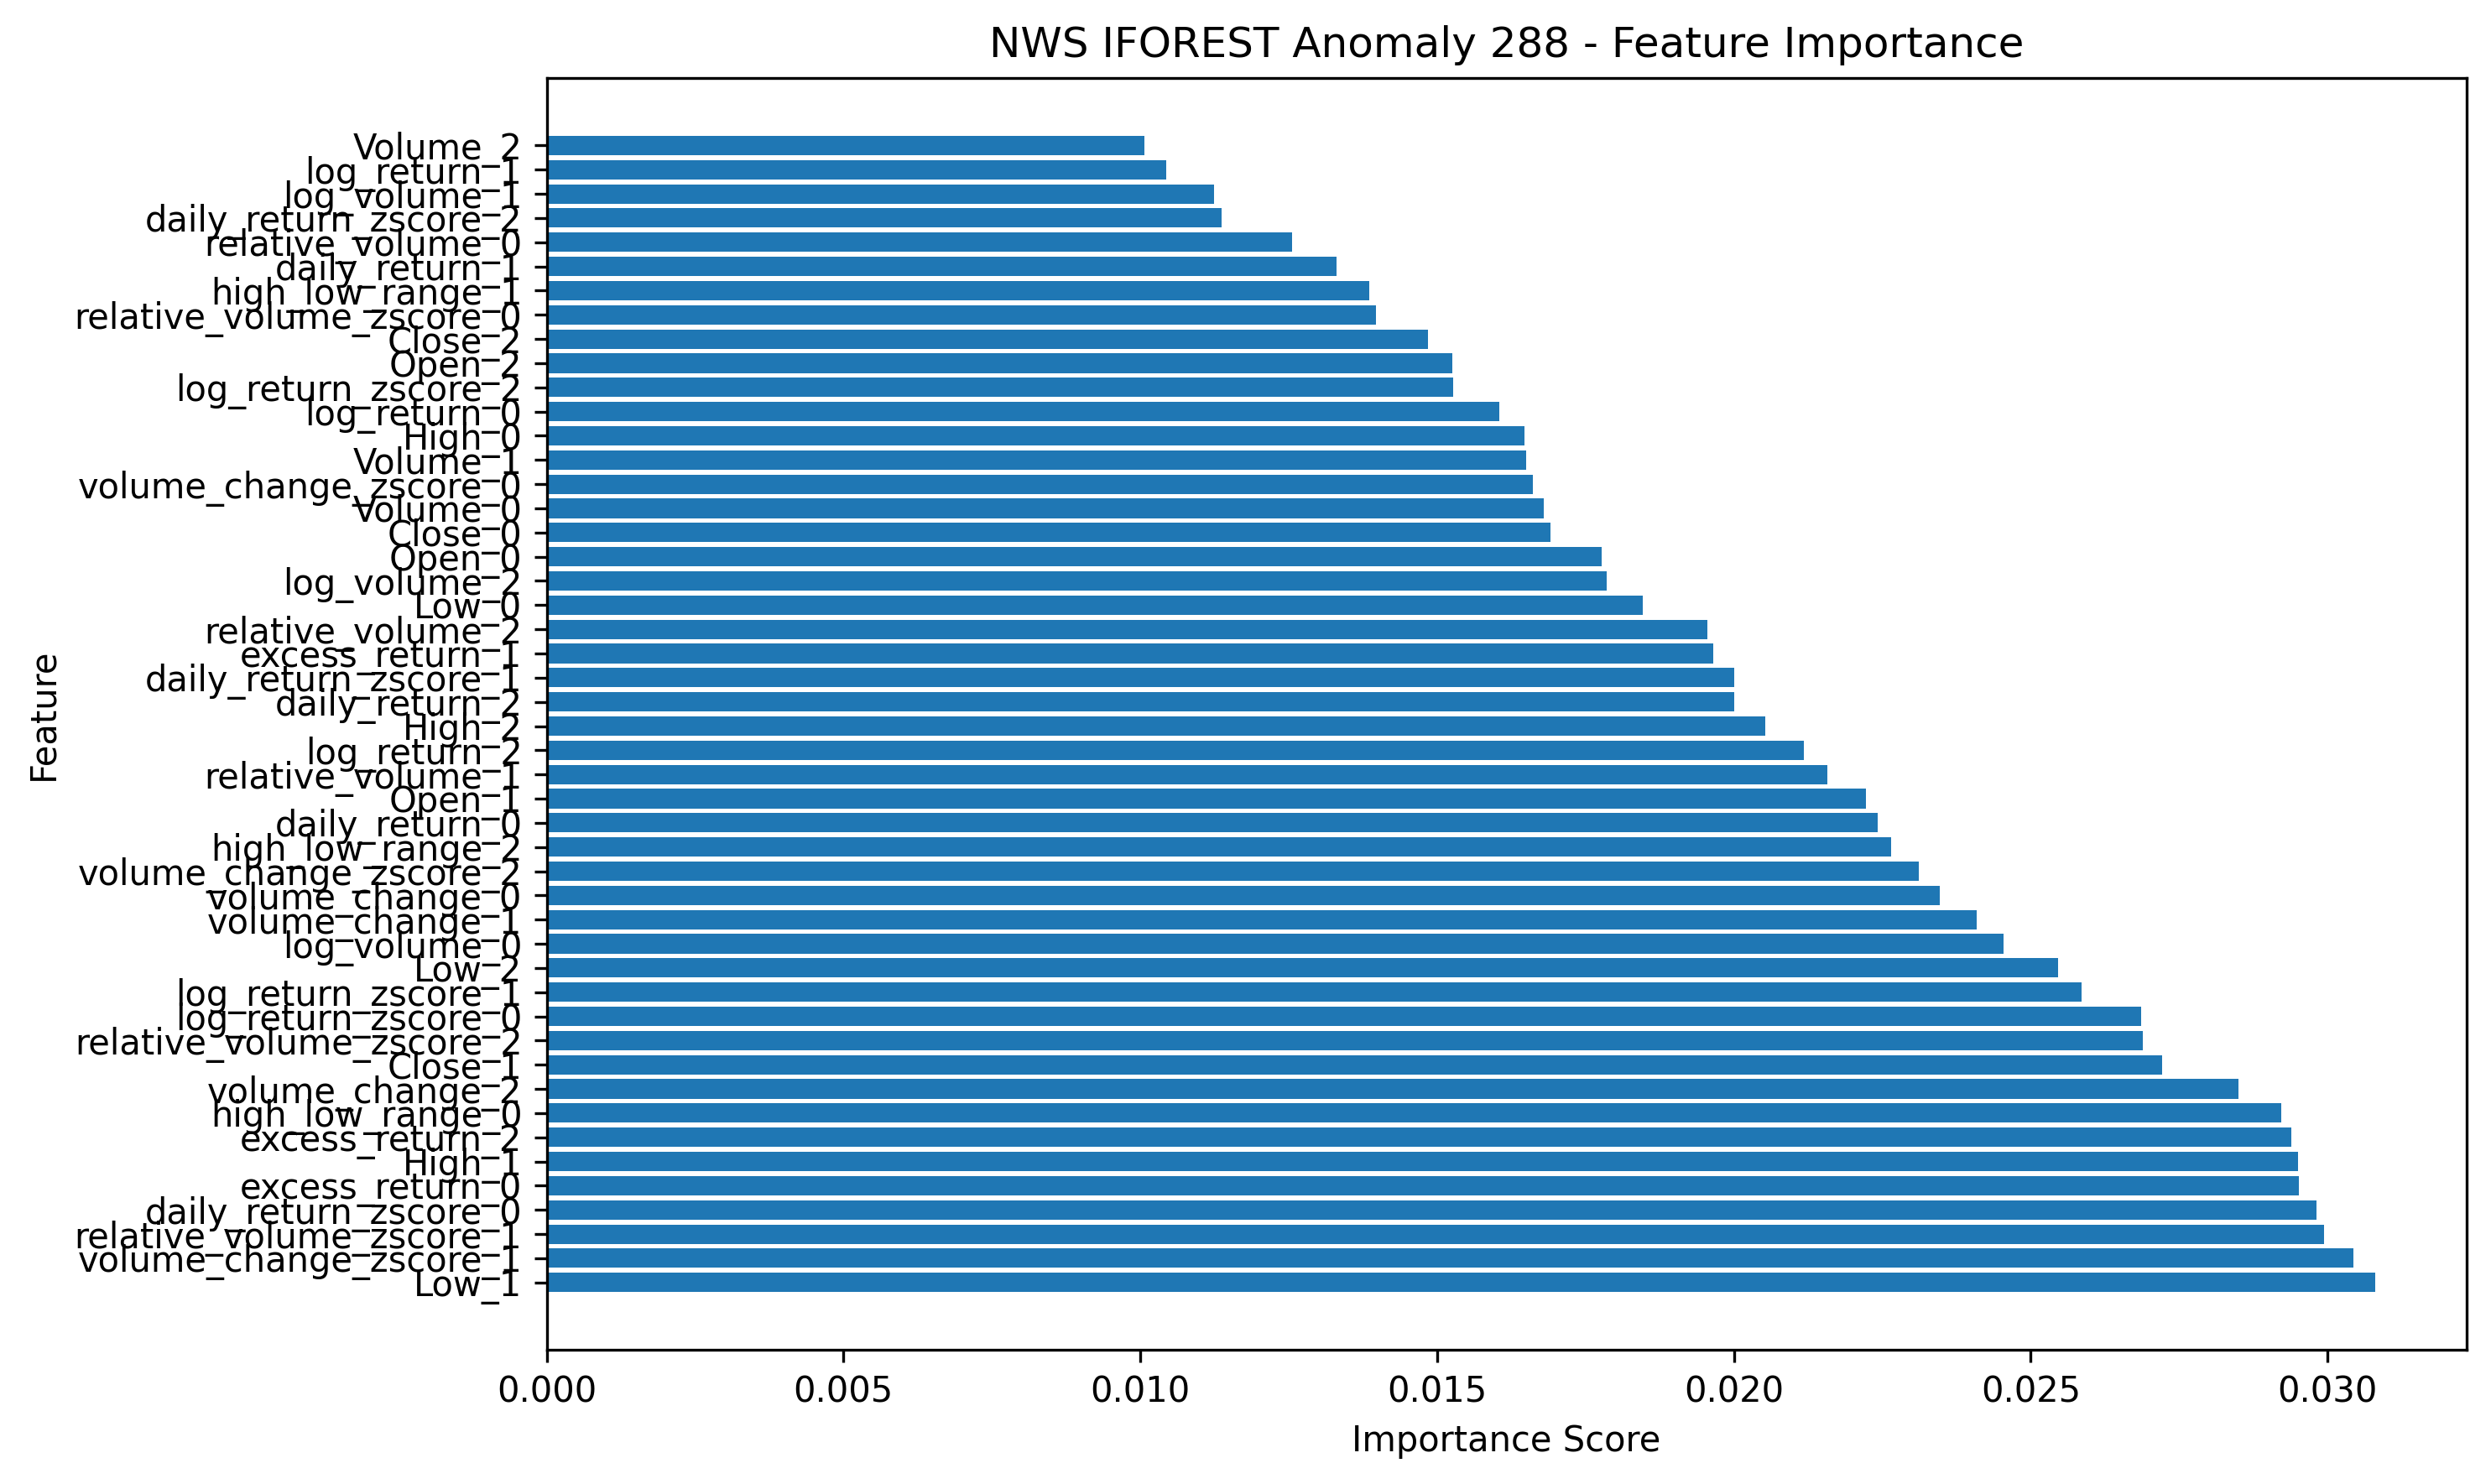 NWS IFOREST Anomaly 288 - Feature Importance
Volume_2
log_return_1
log_volume_1
daily_return_zscore_2
relative_volume_0
daily_return_1
high_low_range_1
relative_volume_zscore_0
Close_2
Open_2
log_return_zscore_2
log_return_0
High_0
Volume_1
volume_change_zscore_0
Volume_0
Close_0
Open_0
log_volume_2
Low_0
relative_volume_2
excess_return_1
daily_return_zscore_1
daily_return_2
High_2
log_return_2
relative_volume_1
Open_1
daily_return_0
high_low_range_2
volume_change_zscore_2
volume_change_0
volume_change_1
log_volume_0
Low_2
log_return_zscore_1
log_return_zscore_0
relative_volume_zscore_2
Close_1
volume_change_2
high_low_range_0
excess_return_2
High_1
excess_return_0
daily_return_zscore_0
relative_volume_zscore_1
volume_change_zscore_1
Low_1
Feature
0.000 0.005 0.010 0.015 0.020 0.025 0.030
Importance Score